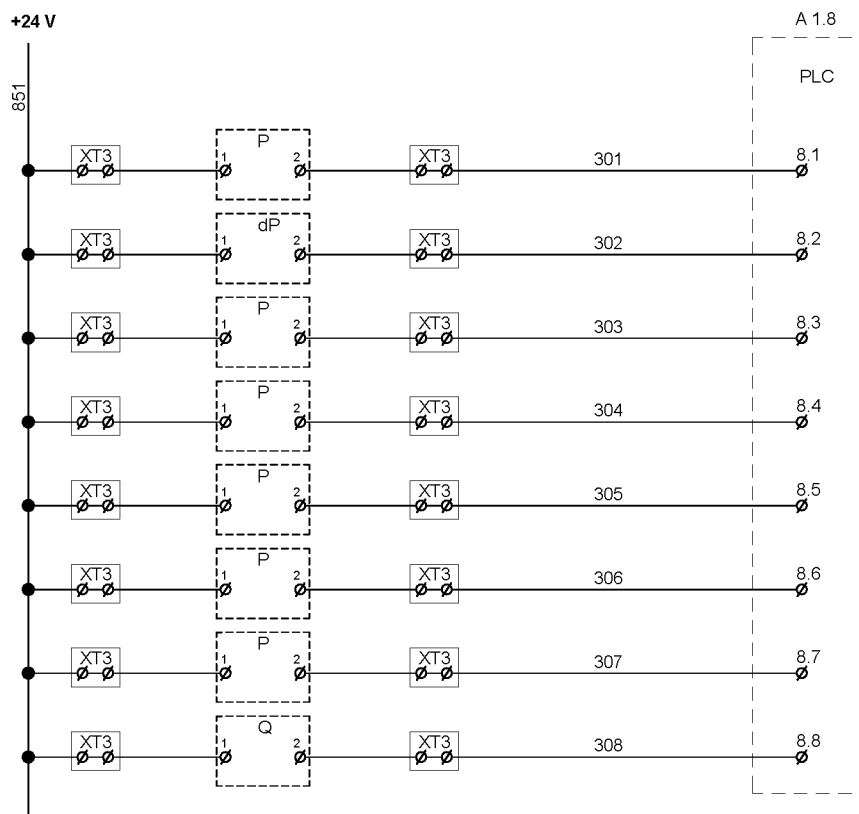 +24 V
A 1.8
PLC
851
XT3 P 1 2 XT3 301 8.1
XT3 dP 1 2 XT3 302 8.2
XT3 P 1 2 XT3 303 8.3
XT3 P 1 2 XT3 304 8.4
XT3 P 1 2 XT3 305 8.5
XT3 P 1 2 XT3 306 8.6
XT3 P 1 2 XT3 307 8.7
XT3 Q 1 2 XT3 308 8.8